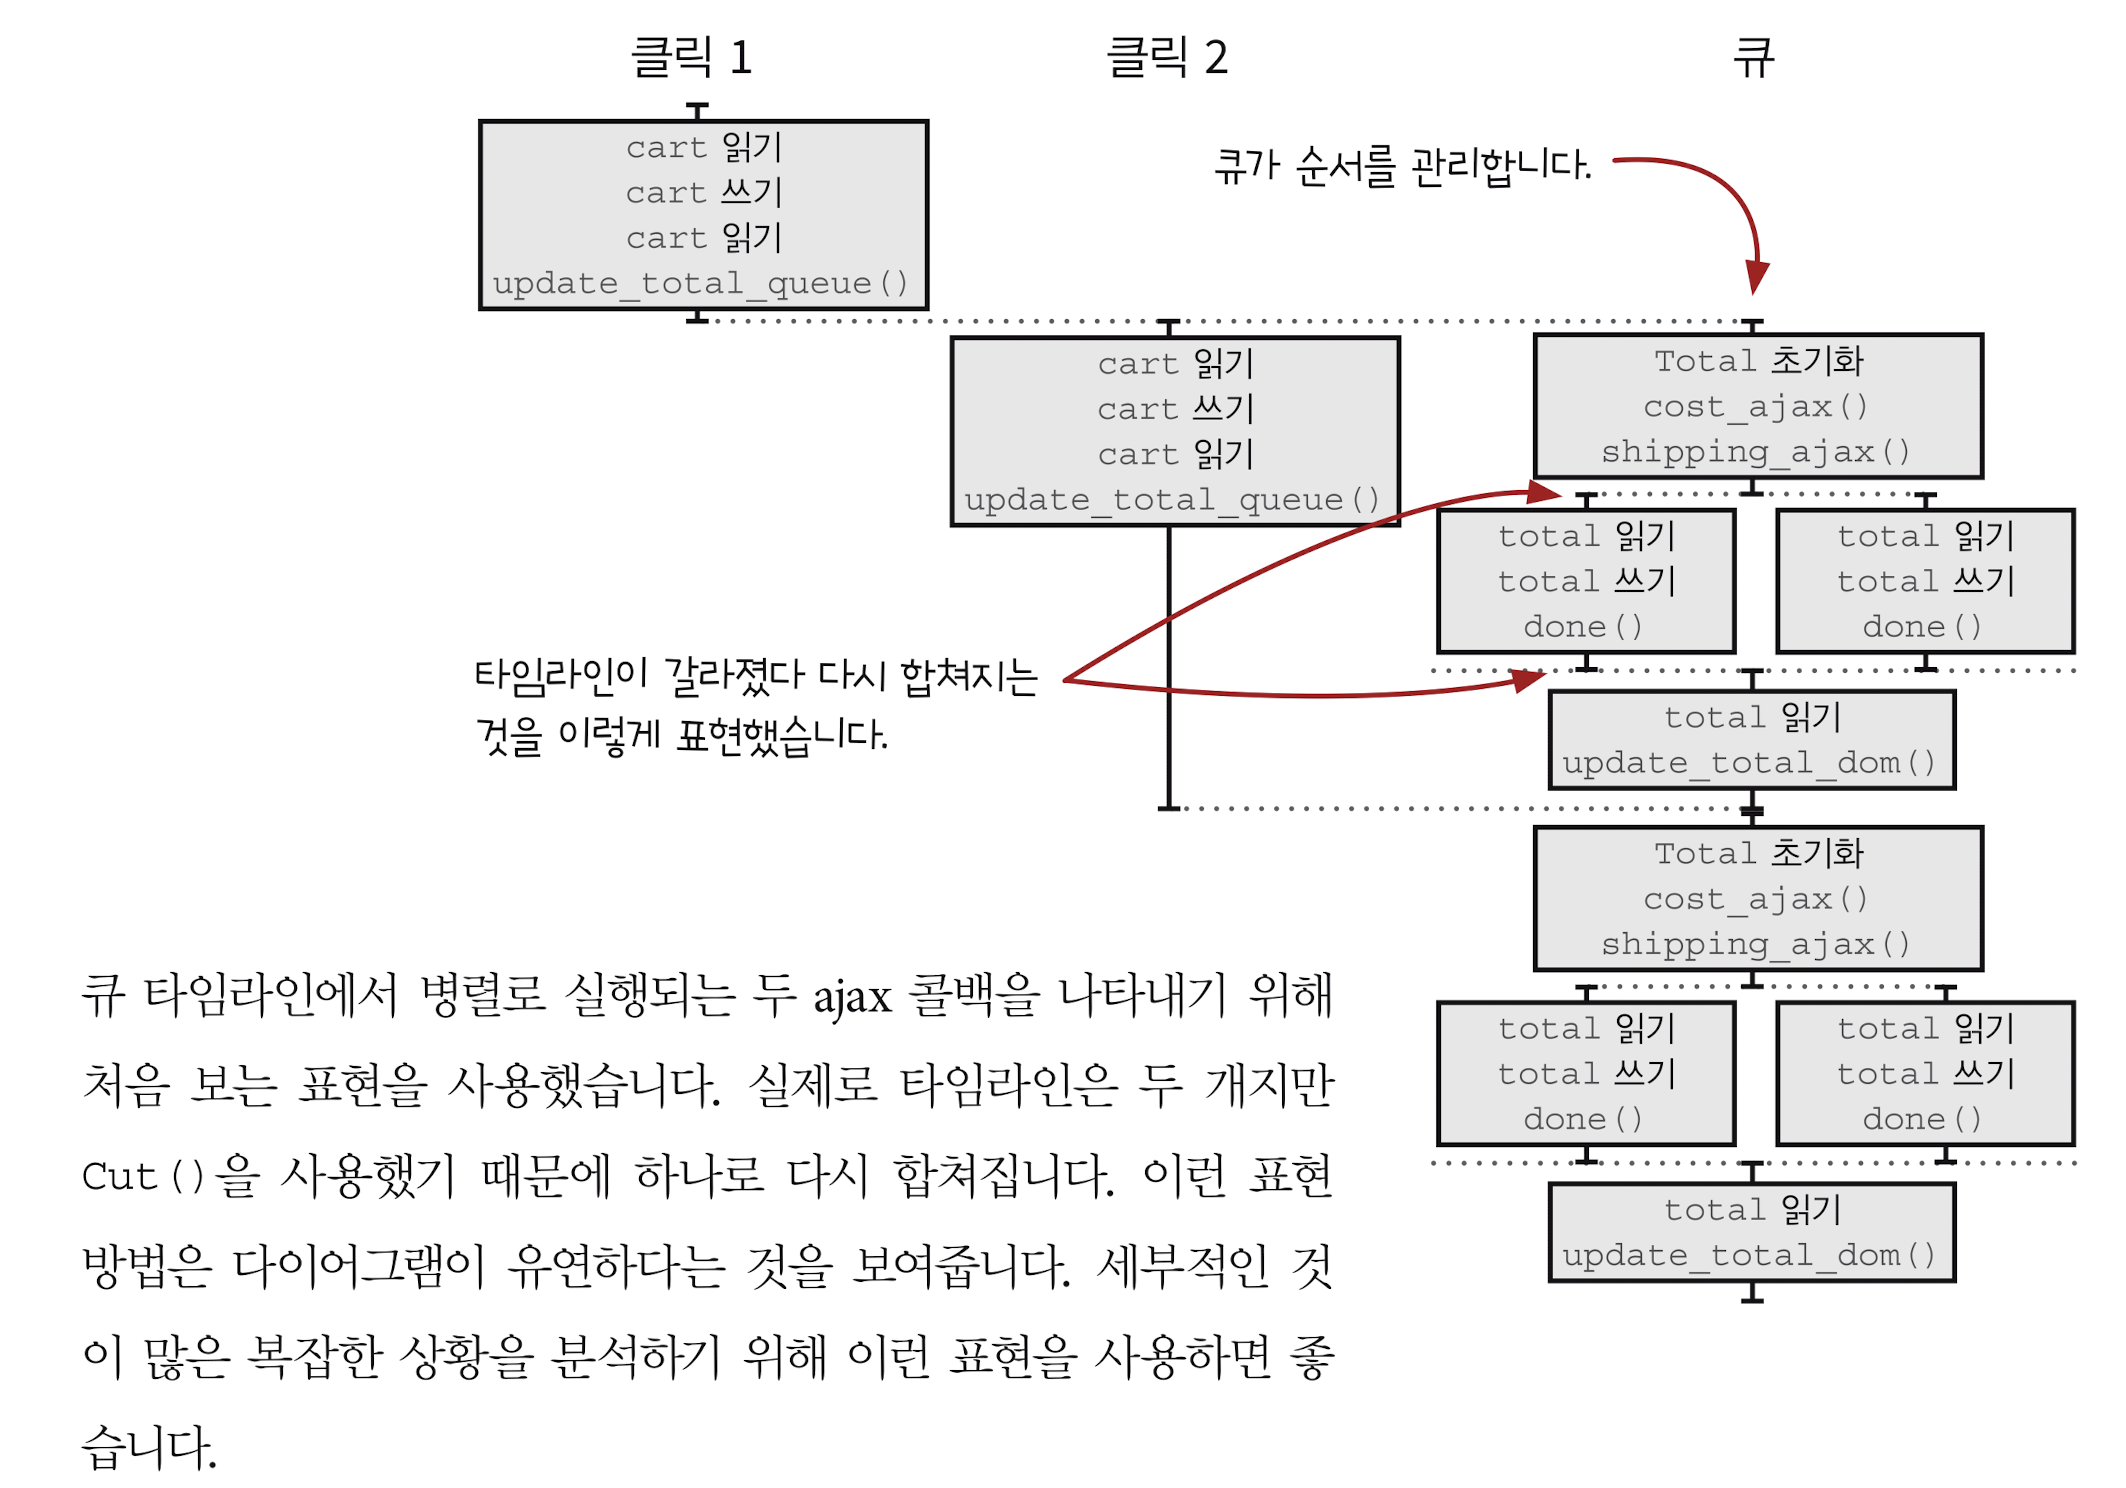 클릭 1
클릭 2
큐
cart 읽기
cart 쓰기
cart 읽기
update_total_queue()
큐가 순서를 관리합니다.
cart 읽기
cart 쓰기
cart 읽기
update_total_queue()
Total 초기화
cost_ajax()
shipping_ajax()
total 읽기
total 쓰기
done()
total 읽기
total 쓰기
done()
타임라인이 갈라졌다 다시 합쳐지는
것을 이렇게 표현했습니다.
total 읽기
update_total_dom()
Total 초기화
cost_ajax()
shipping_ajax()
total 읽기
total 쓰기
done()
total 읽기
total 쓰기
done()
total 읽기
update_total_dom()
큐 타임라인에서 병렬로 실행되는 두 ajax 콜백을 나타내기 위해
처음 보는 표현을 사용했습니다. 실제로 타임라인은 두 개지만
Cut()을 사용했기 때문에 하나로 다시 합쳐집니다. 이런 표현
방법은 다이어그램이 유연하다는 것을 보여줍니다. 세부적인 것
이 많은 복잡한 상황을 분석하기 위해 이런 표현을 사용하면 좋
습니다.